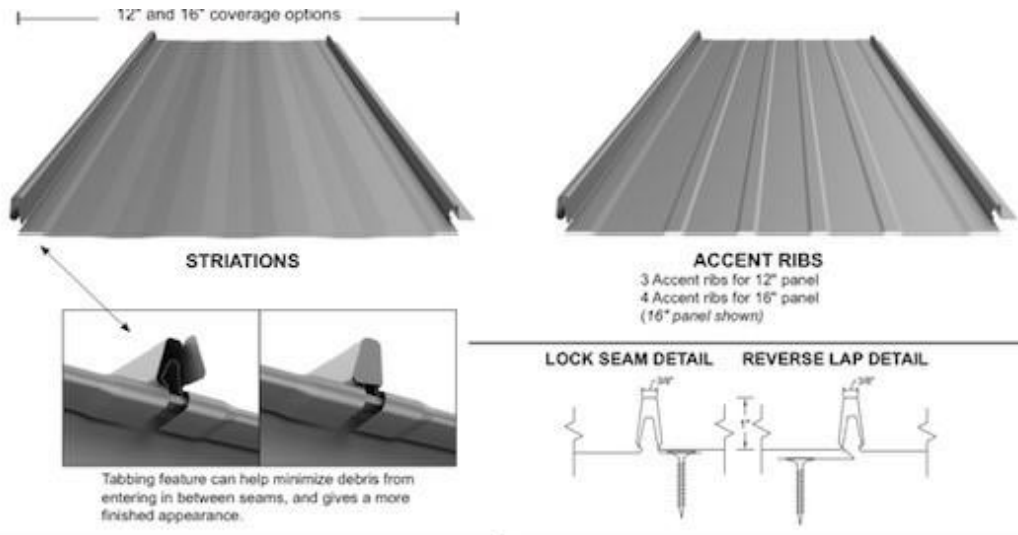 12" and 16" coverage options
STRIATIONS
Tabbing feature can help minimize debris from
entering in between seams, and gives a more
finished appearance.
ACCENT RIBS
3 Accent ribs for 12" panel
4 Accent ribs for 16" panel
(16" panel shown)
LOCK SEAM DETAIL
REVERSE LAP DETAIL
3/8"
1"
3/8"